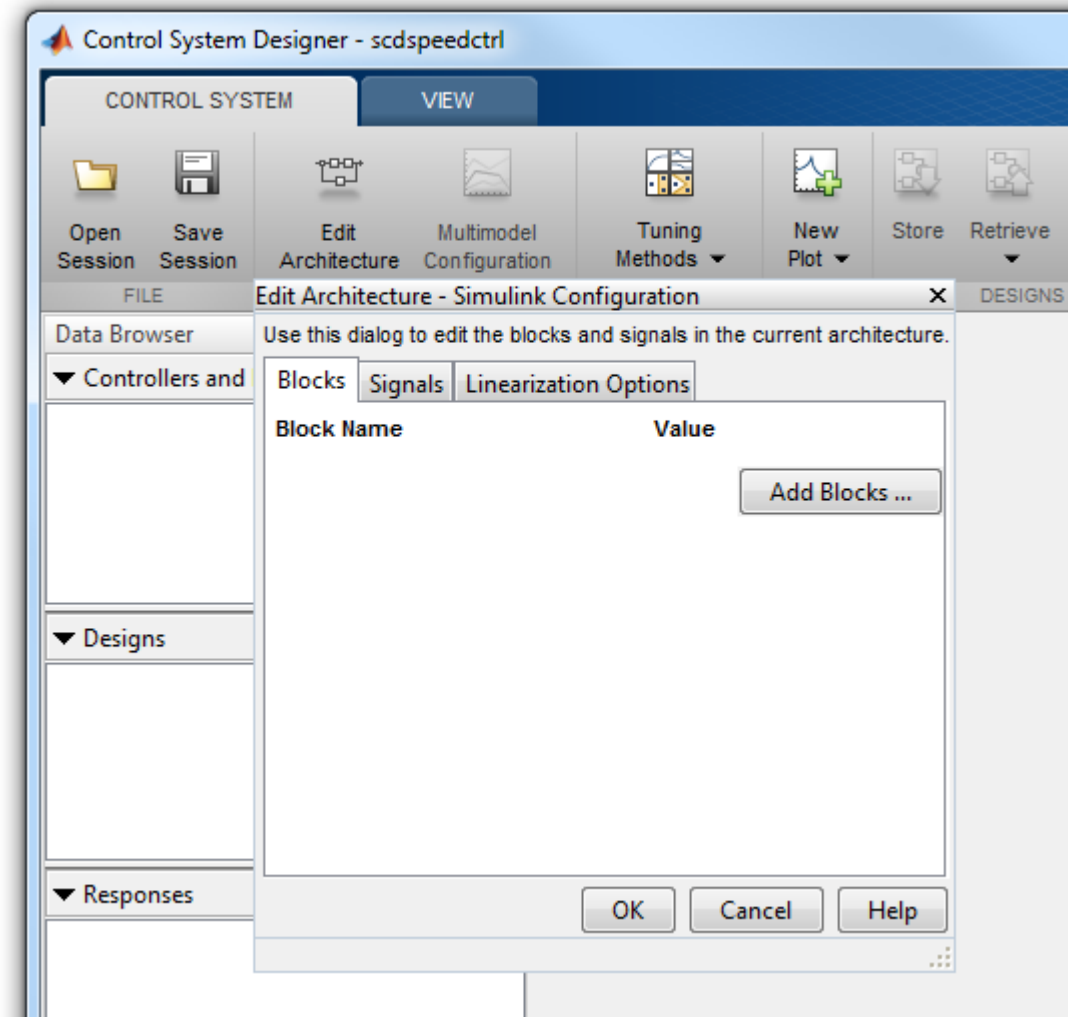 Control System Designer - scdspeedctrl
CONTROL SYSTEM VIEW
Open Session
Save Session
Edit Architecture
Multimodel Configuration
Tuning Methods
New Plot
Store
Retrieve
FILE
DESIGNS
Edit Architecture - Simulink Configuration
Data Browser
Controllers and
Designs
Responses
Use this dialog to edit the blocks and signals in the current architecture.
Blocks Signals Linearization Options
Block Name Value
Add Blocks ...
OK Cancel Help